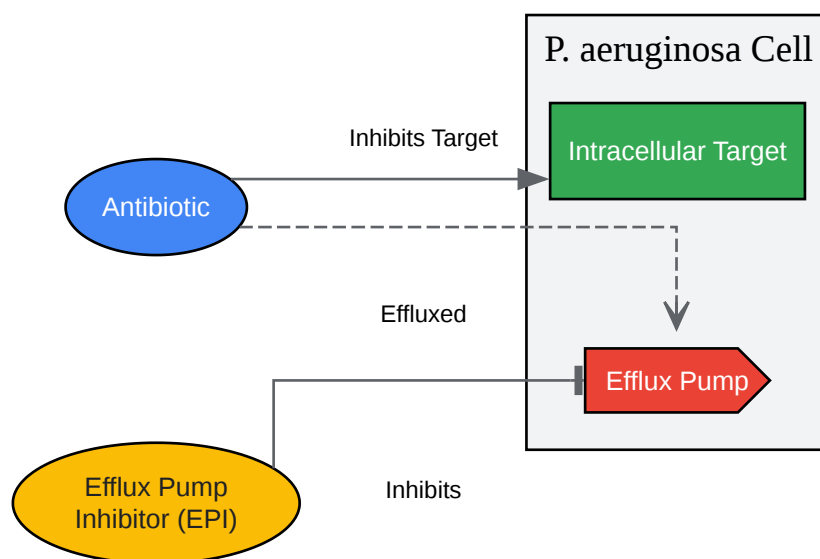 P. aeruginosa Cell
Inhibits Target
Intracellular Target
Antibiotic
Effluxed
Efflux Pump
Efflux Pump
Inhibitor (EPI)
Inhibits